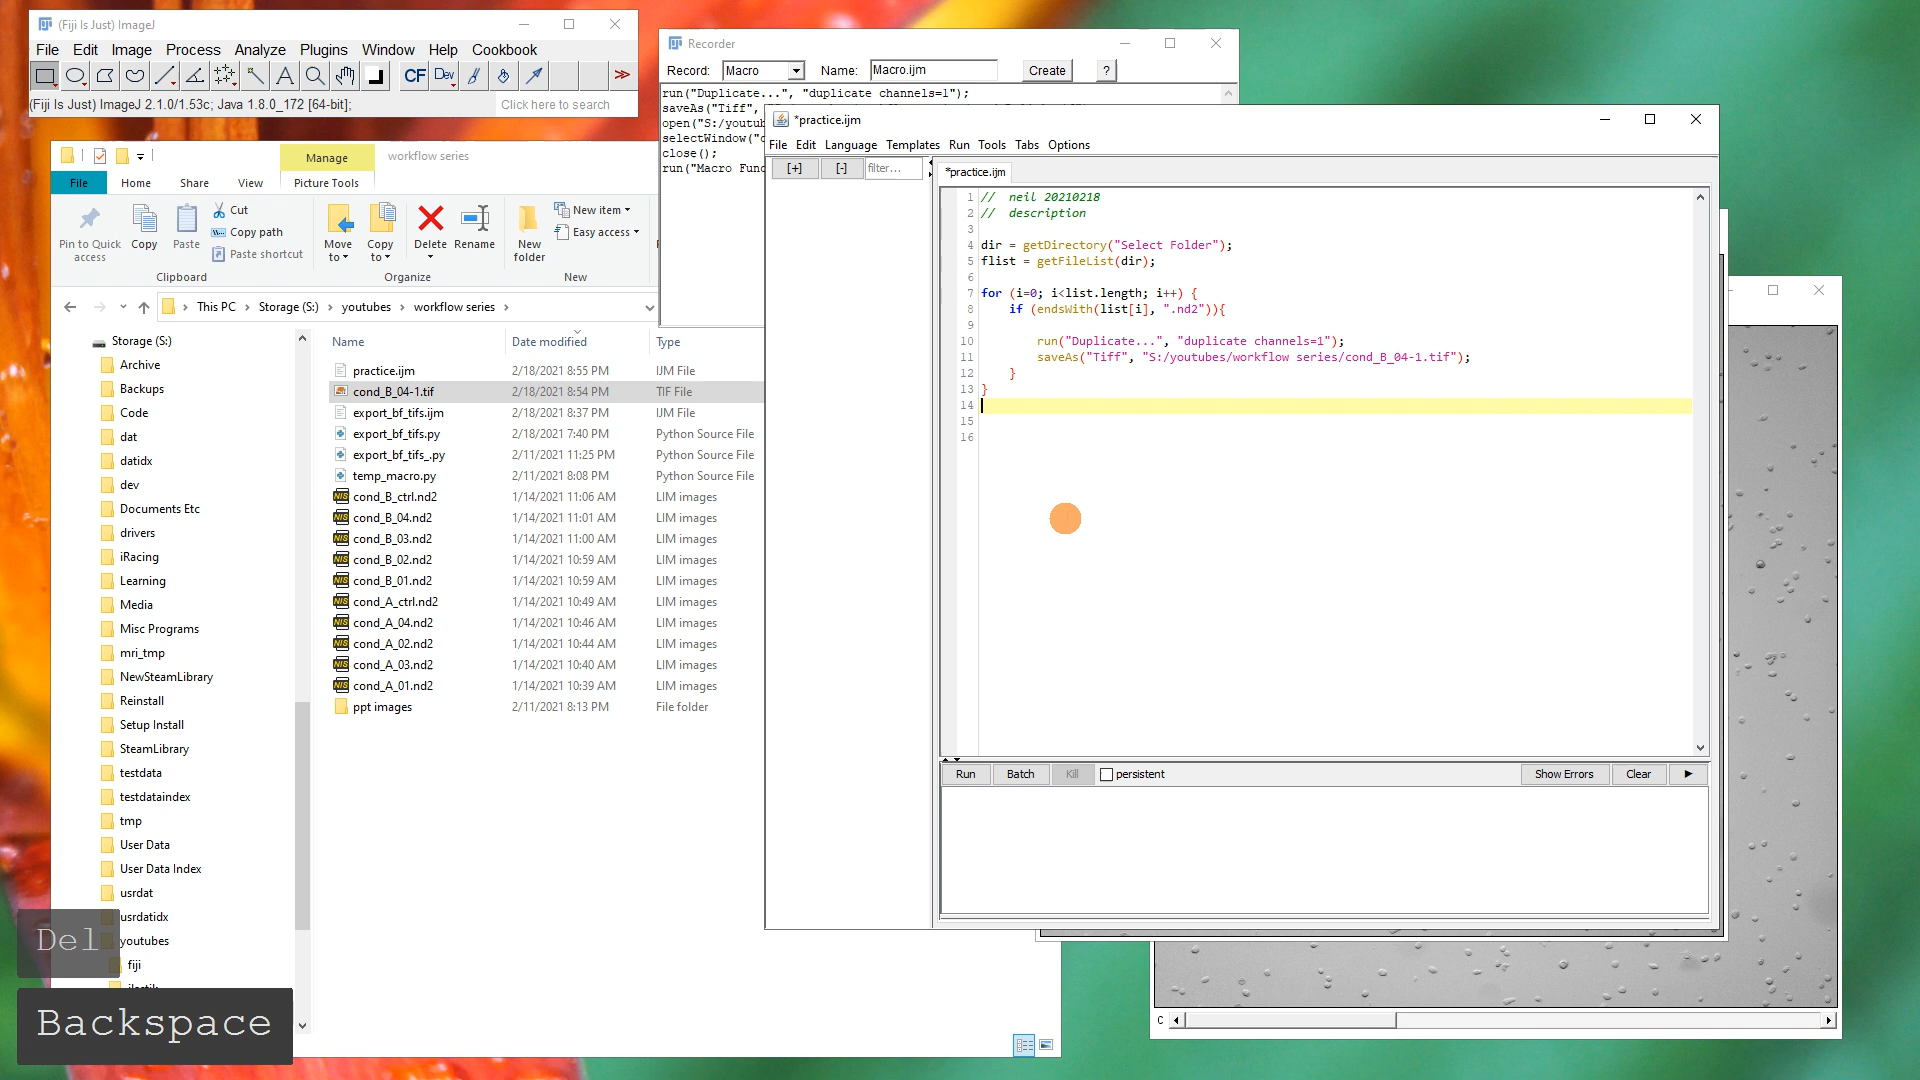 (Fiji Is Just) ImageJ
File Edit Image Process Analyze Plugins Window Help Cookbook
CF Dev
(Fiji Is Just) ImageJ 2.1.0/1.53c; Java 1.8.0_172 [64-bit];
Click here to search
Recorder
Record: Macro Name: Macro.ijm Create ?
run("Duplicate...", "duplicate channels=1");
saveAs("Tiff",
open("S:/youtub
selectWindow("c
close();
run("Macro Func
Manage
workflow series
File Home Share View Picture Tools
Pin to Quick access
Copy
Paste
Cut
Copy path
Paste shortcut
Clipboard
Move to
Copy to
Delete
Rename
Organize
New folder
New item
Easy access
New
This PC Storage (S:) youtubes workflow series
Storage (S:)
Archive
Backups
Code
dat
datidx
dev
Documents Etc
drivers
iRacing
Learning
Media
Misc Programs
mri_tmp
NewSteamLibrary
Reinstall
Setup Install
SteamLibrary
testdata
testdataindex
tmp
User Data
User Data Index
usrdat
usrdatidx
youtubes
fiji
Name Date modified Type
practice.ijm 2/18/2021 8:55 PM IJM File
cond_B_04-1.tif 2/18/2021 8:54 PM TIF File
export_bf_tifs.ijm 2/18/2021 8:37 PM IJM File
export_bf_tifs.py 2/18/2021 7:40 PM Python Source File
export_bf_tifs_.py 2/11/2021 11:25 PM Python Source File
temp_macro.py 2/11/2021 8:08 PM Python Source File
cond_B_ctrl.nd2 1/14/2021 11:06 AM LIM images
cond_B_04.nd2 1/14/2021 11:01 AM LIM images
cond_B_03.nd2 1/14/2021 11:00 AM LIM images
cond_B_02.nd2 1/14/2021 10:59 AM LIM images
cond_B_01.nd2 1/14/2021 10:59 AM LIM images
cond_A_ctrl.nd2 1/14/2021 10:49 AM LIM images
cond_A_04.nd2 1/14/2021 10:46 AM LIM images
cond_A_02.nd2 1/14/2021 10:44 AM LIM images
cond_A_03.nd2 1/14/2021 10:40 AM LIM images
cond_A_01.nd2 1/14/2021 10:39 AM LIM images
ppt images 2/11/2021 8:13 PM File folder
*practice.ijm
File Edit Language Templates Run Tools Tabs Options
[+] [-] filter...
*practice.ijm
1 // neil 20210218
2 // description
3
4 dir = getDirectory("Select Folder");
5 flist = getFileList(dir);
6
7 for (i=0; i<list.length; i++) {
8 if (endsWith(list[i], ".nd2")){
9
10 run("Duplicate...", "duplicate channels=1");
11 saveAs("Tiff", "S:/youtubes/workflow series/cond_B_04-1.tif");
12 }
13 }
14
15
16
Run Batch Kill persistent Show Errors Clear
C
Del
Backspace